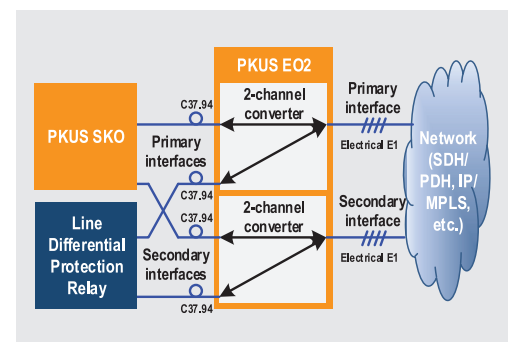 PKUS EO2
2-channel
converter
C37.94
PKUS SKO
Primary
interfaces
C37.94
C37.94
Primary
interface
Electrical E1
Network
(SDH/
PDH, IP/
MPLS,
etc.)
Line
Differential
Protection
Relay
2-channel
converter
Secondary
interfaces
C37.94
Secondary
interface
Electrical E1